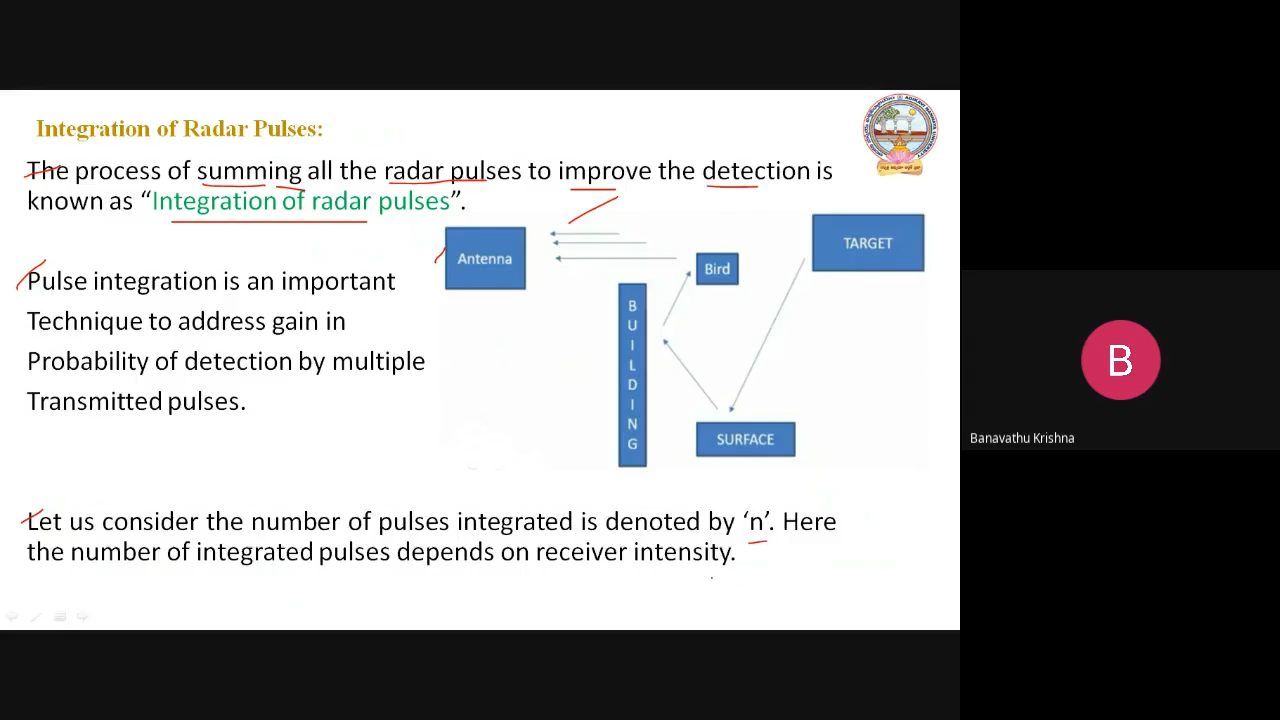 Integration of Radar Pulses:
The process of summing all the radar pulses to improve the detection is
known as “Integration of radar pulses”.
Antenna
Bird
TARGET
BUILDING
SURFACE
Pulse integration is an important
Technique to address gain in
Probability of detection by multiple
Transmitted pulses.
Let us consider the number of pulses integrated is denoted by ‘n’. Here
the number of integrated pulses depends on receiver intensity.
B
Banavathu Krishna